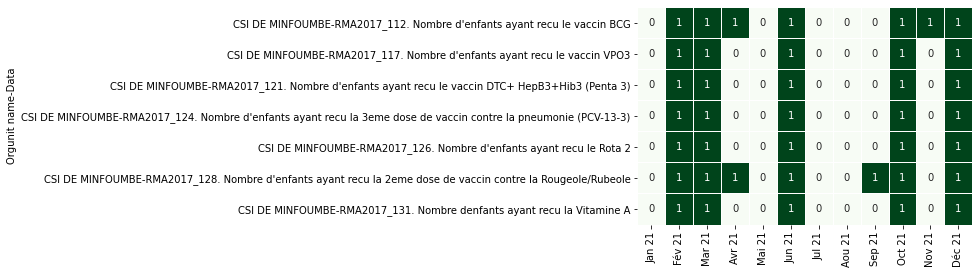 CSI DE MINFOUMBE-RMA2017_112. Nombre d'enfants ayant recu le vaccin BCG 0 1 1 1 0 1 0 0 0 1 1 1
CSI DE MINFOUMBE-RMA2017_117. Nombre d'enfants ayant recu le vaccin VPO3 0 1 1 0 0 1 0 0 0 1 0 1
CSI DE MINFOUMBE-RMA2017_121. Nombre d'enfants ayant recu le vaccin DTC+ HepB3+Hib3 (Penta 3) 0 1 1 0 0 1 0 0 0 1 0 1
CSI DE MINFOUMBE-RMA2017_124. Nombre d'enfants ayant recu la 3eme dose de vaccin contre la pneumonie (PCV-13-3) 0 1 1 0 0 1 0 0 0 1 0 1
CSI DE MINFOUMBE-RMA2017_126. Nombre d'enfants ayant recu le Rota 2 0 1 1 0 0 1 0 0 0 1 0 1
CSI DE MINFOUMBE-RMA2017_128. Nombre d'enfants ayant recu la 2eme dose de vaccin contre la Rougeole/Rubeole 0 1 1 1 0 1 0 0 1 1 0 1
CSI DE MINFOUMBE-RMA2017_131. Nombre denfants ayant recu la Vitamine A 0 1 1 0 0 1 0 0 0 1 0 1
Orgunit name-Data
Jan 21
Fév 21
Mar 21
Avr 21
Mai 21
Jun 21
Jul 21
Aou 21
Sep 21
Oct 21
Nov 21
Déc 21